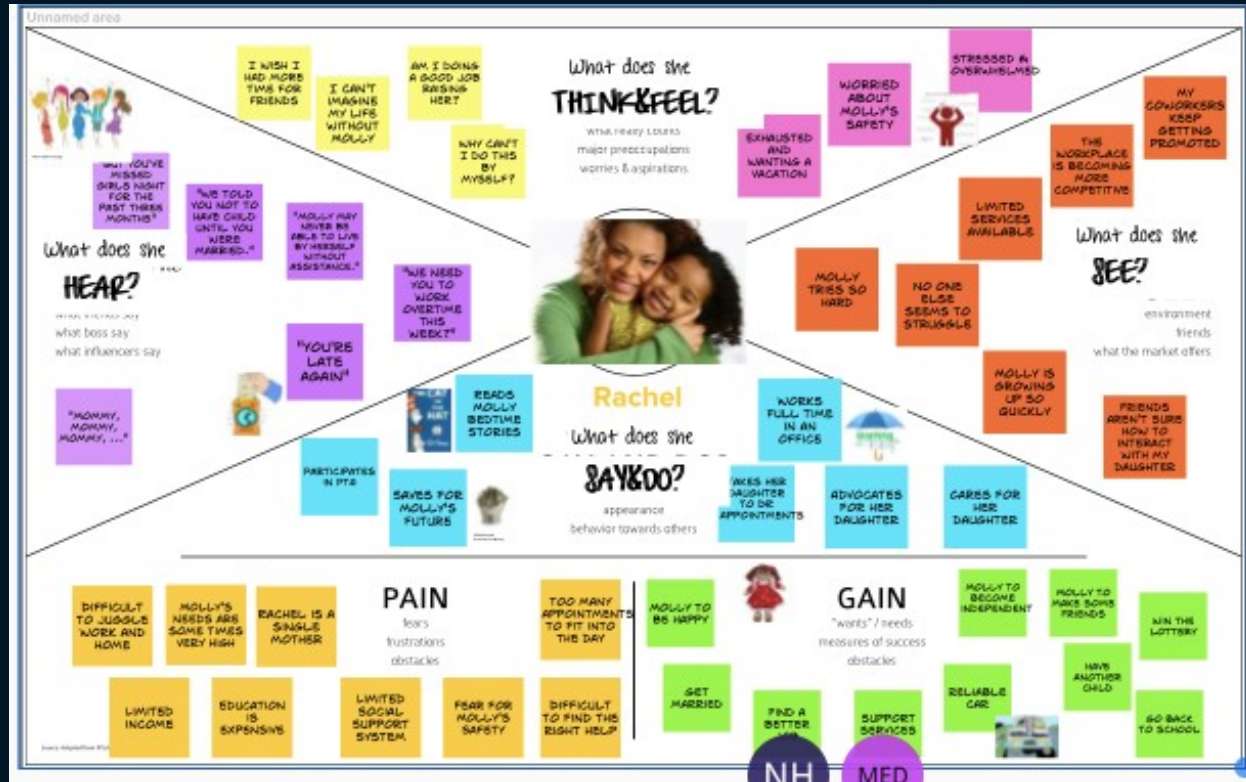 Unnamed area
I WISH I
HAD MORE
TIME FOR
FRIENDS
I CAN'T
IMAGINE
MY LIFE
WITHOUT
MOLLY
AM I DOING
A GOOD JOB
RAISING
HER?
WHY CAN'T
I DO THIS
BY
MYSELF?
What does she
THINK&FEEL?
what really counts
major preoccupations
worries & aspirations
EXHAUSTED
AND
WANTING A
VACATION
WORRIED
ABOUT
MOLLY'S
SAFETY
STRESSED &
OVERWHELMED
BUT YOU'VE
MISSED
GIRLS NIGHT
FOR THE
PAST THREE
MONTHS"
"WE TOLD
YOU NOT TO
HAVE CHILD
UNTIL YOU
WERE
MARRIED."
"MOLLY MAY
NEVER BE
ABLE TO LIVE
BY HERSELF
WITHOUT
ASSISTANCE."
"WE NEED
YOU TO
WORK
OVERTIME
THIS
WEEK?"
"YOU'RE
LATE
AGAIN"
"MOMMY,
MOMMY,
MOMMY, ..."
What does she
HEAR?
what friends say
what boss say
what influencers say
MY
COWORKERS
KEEP
GETTING
PROMOTED
THE
WORKPLACE
IS BECOMING
MORE
COMPETITIVE
LIMITED
SERVICES
AVAILABLE
MOLLY
TRIES SO
HARD
NO ONE
ELSE
SEEMS TO
STRUGGLE
MOLLY IS
GROWING
UP SO
QUICKLY
FRIENDS
AREN'T SURE
HOW TO
INTERACT
WITH MY
DAUGHTER
What does she
SEE?
environment
friends
what the market offers
Rachel
What does she
SAY&DO?
appearance
behavior towards others
CAT
HAT
READS
MOLLY
BEDTIME
STORIES
PARTICIPATES
IN PTA
SAVES FOR
MOLLY'S
FUTURE
WORKS
FULL TIME
IN AN
OFFICE
TAKES HER
DAUGHTER
TO DR
APPOINTMENTS
ADVOCATES
FOR HER
DAUGHTER
CARES FOR
HER
DAUGHTER
PAIN
fears
frustrations
obstacles
DIFFICULT
TO JUGGLE
WORK AND
HOME
MOLLY'S
NEEDS ARE
SOME TIMES
VERY HIGH
RACHEL IS A
SINGLE
MOTHER
TOO MANY
APPOINTMENTS
TO FIT INTO
THE DAY
LIMITED
INCOME
EDUCATION
IS
EXPENSIVE
LIMITED
SOCIAL
SUPPORT
SYSTEM
FEAR FOR
MOLLY'S
SAFETY
DIFFICULT
TO FIND THE
RIGHT HELP
GAIN
"wants" / needs
measures of success
obstacles
MOLLY TO
BE HAPPY
MOLLY TO
BECOME
INDEPENDENT
MOLLY TO
MAKE SOME
FRIENDS
WIN THE
LOTTERY
GET
MARRIED
FIND A
BETTER
SUPPORT
SERVICES
RELIABLE
CAR
HAVE
ANOTHER
CHILD
GO BACK
TO SCHOOL
NH
MED